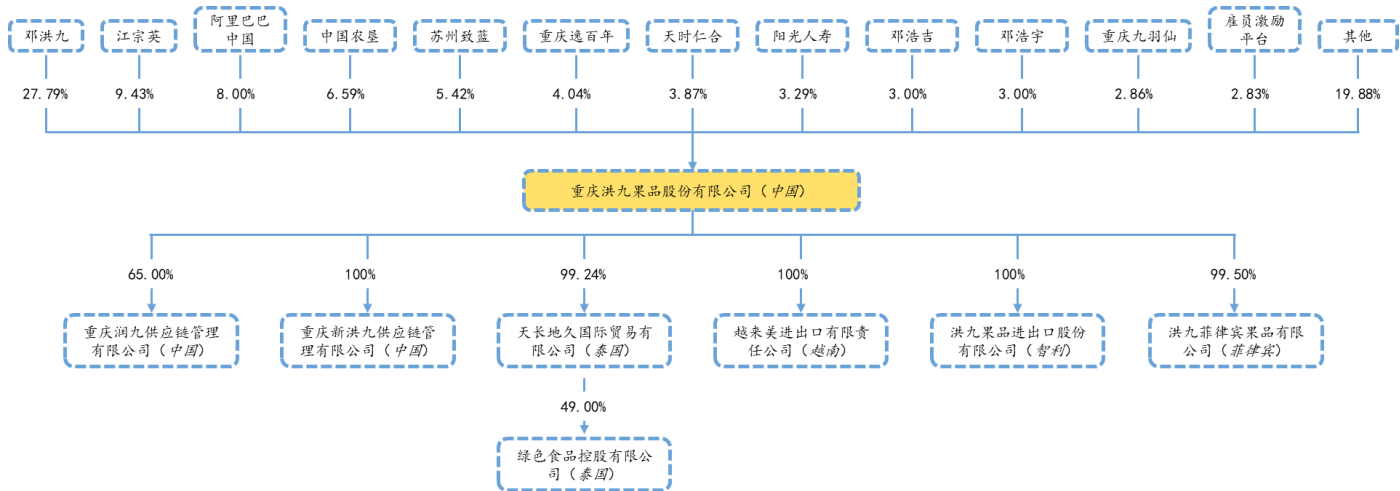 邓洪九
江宗英
阿里巴巴
中国
中国农垦
苏州致蓝
重庆逸百年
天时仁合
阳光人寿
邓浩吉
邓浩宇
重庆九羽仙
雇员激励
平台
其他
27.79%
9.43%
8.00%
6.59%
5.42%
4.04%
3.87%
3.29%
3.00%
3.00%
2.86%
2.83%
19.88%
重庆洪九果品股份有限公司（中国）
65.00%
100%
99.24%
100%
100%
99.50%
重庆润九供应链管理
有限公司（中国）
重庆新洪九供应链管
理有限公司（中国）
天长地久国际贸易有
限公司（泰国）
越来美进出口有限责
任公司（越南）
洪九果品进出口股份
有限公司（智利）
洪九菲律宾果品有限
公司（菲律宾）
49.00%
绿色食品控股有限公
司（泰国）